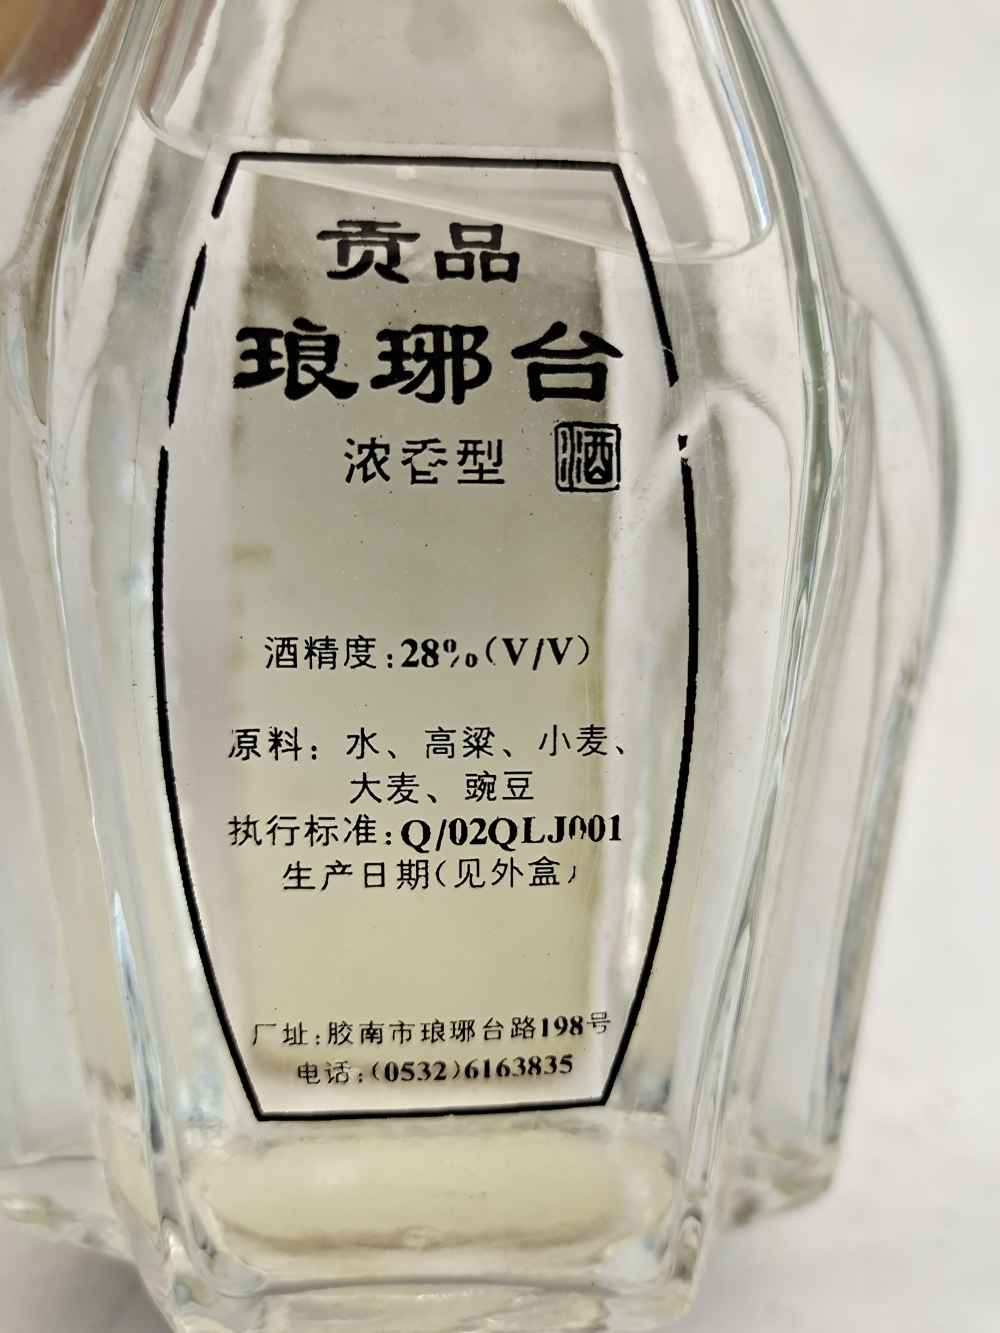 贡品
琅琊台
浓香型 酒
酒精度:28%(V/V)
原料: 水、高粱、小麦、
大麦、豌豆
执行标准:Q/02QLJ001
生产日期(见外盒)
厂址:胶南市琅琊台路198号
电话:(0532)6163835